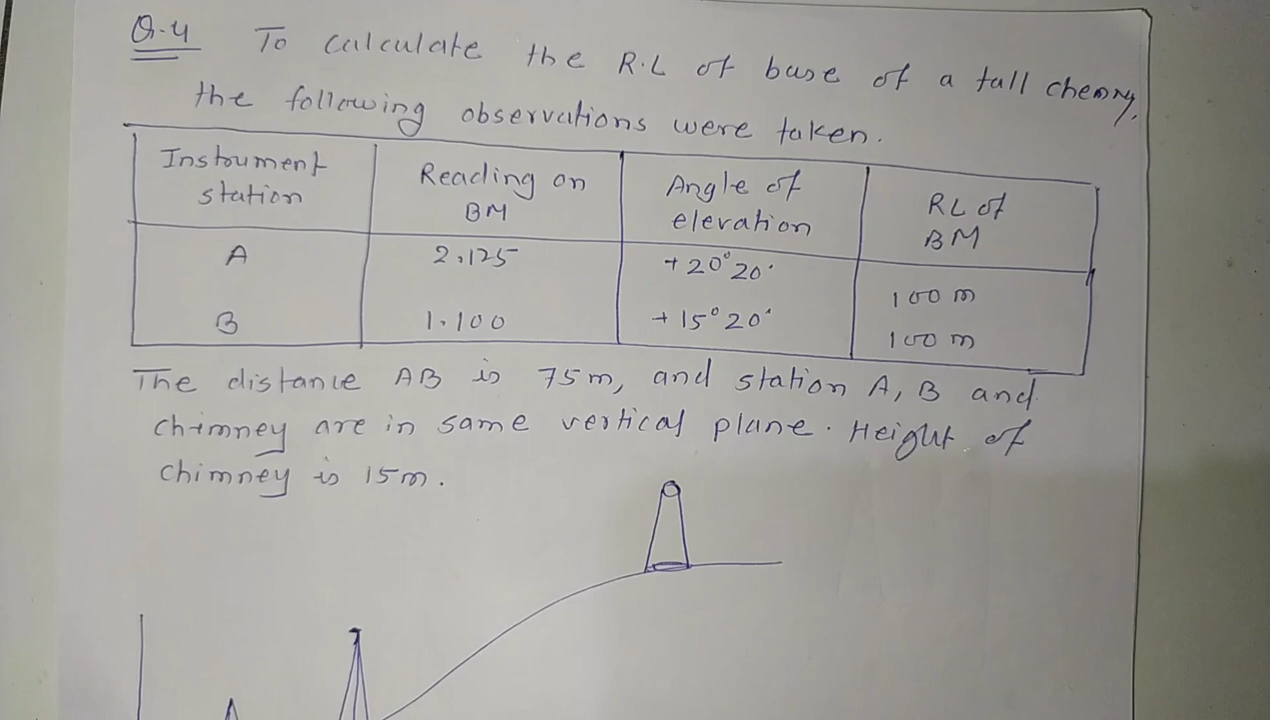 Q.4 To calculate the R.L of base of a tall chemny,
the following observations were taken.
Instrument station | Reading on BM | Angle of elevation | RL of BM
A | 2.125 | +20°20' | 100 m
B | 1.100 | +15°20' | 100 m
The distance AB is 75m, and station A, B and
chimney are in same vertical plane. Height of
chimney is 15m.